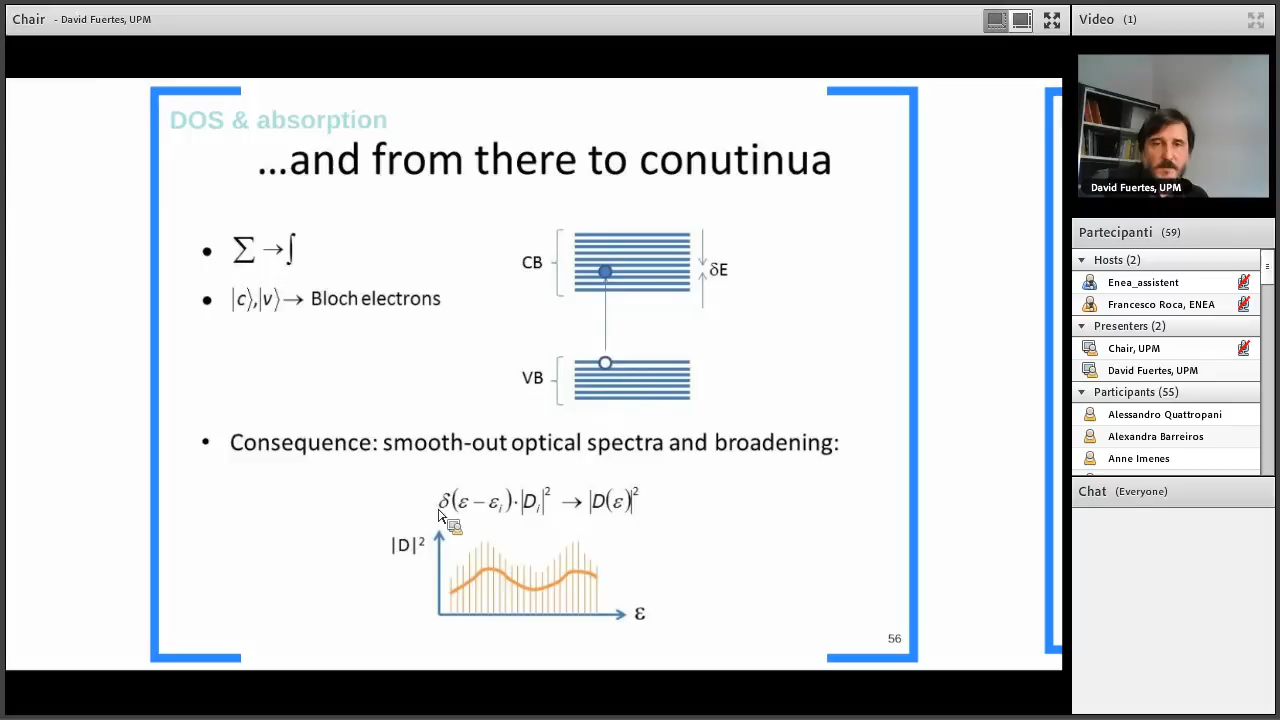 Chair - David Fuertes, UPM
Video (1)
David Fuertes, UPM
DOS & absorption
...and from there to conutinua
• ∑ →∫
• |c⟩,|v⟩→ Bloch electrons
CB
δE
VB
• Consequence: smooth-out optical spectra and broadening:
δ(ε − εᵢ)·|Dᵢ|² → |D(ε)|²
|D|²
ε
56
Partecipanti (59)
Hosts (2)
Enea_assistent
Francesco Roca, ENEA
Presenters (2)
Chair, UPM
David Fuertes, UPM
Participants (55)
Alessandro Quattropani
Alexandra Barreiros
Anne Imenes
Chat (Everyone)